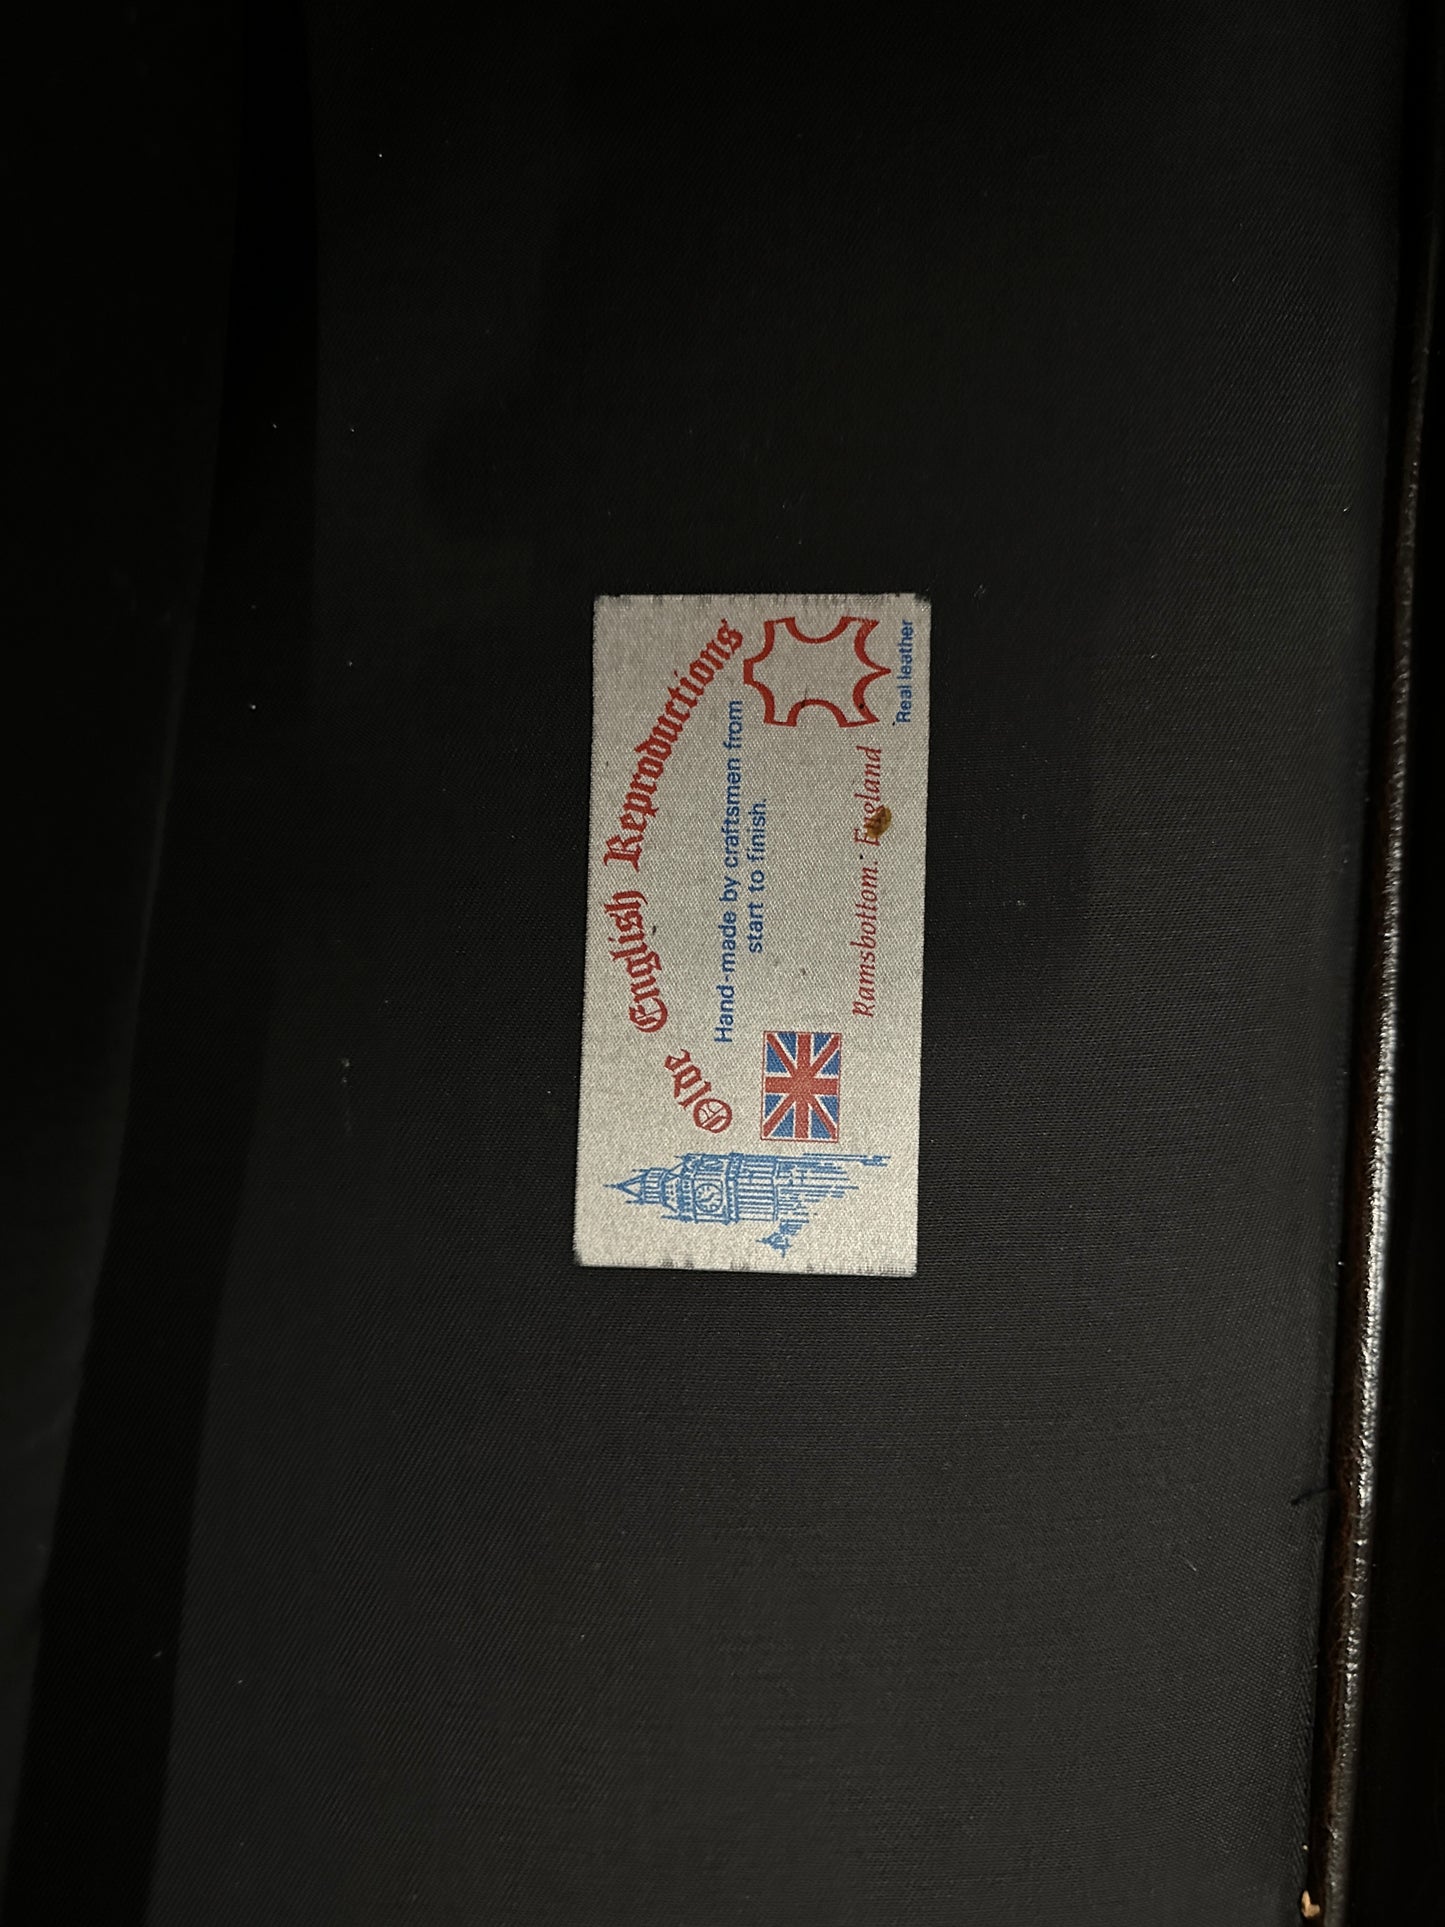 Olde English Reproductions
Hand-made by craftsmen from
start to finish.
Ramsbottom. England
Real leather